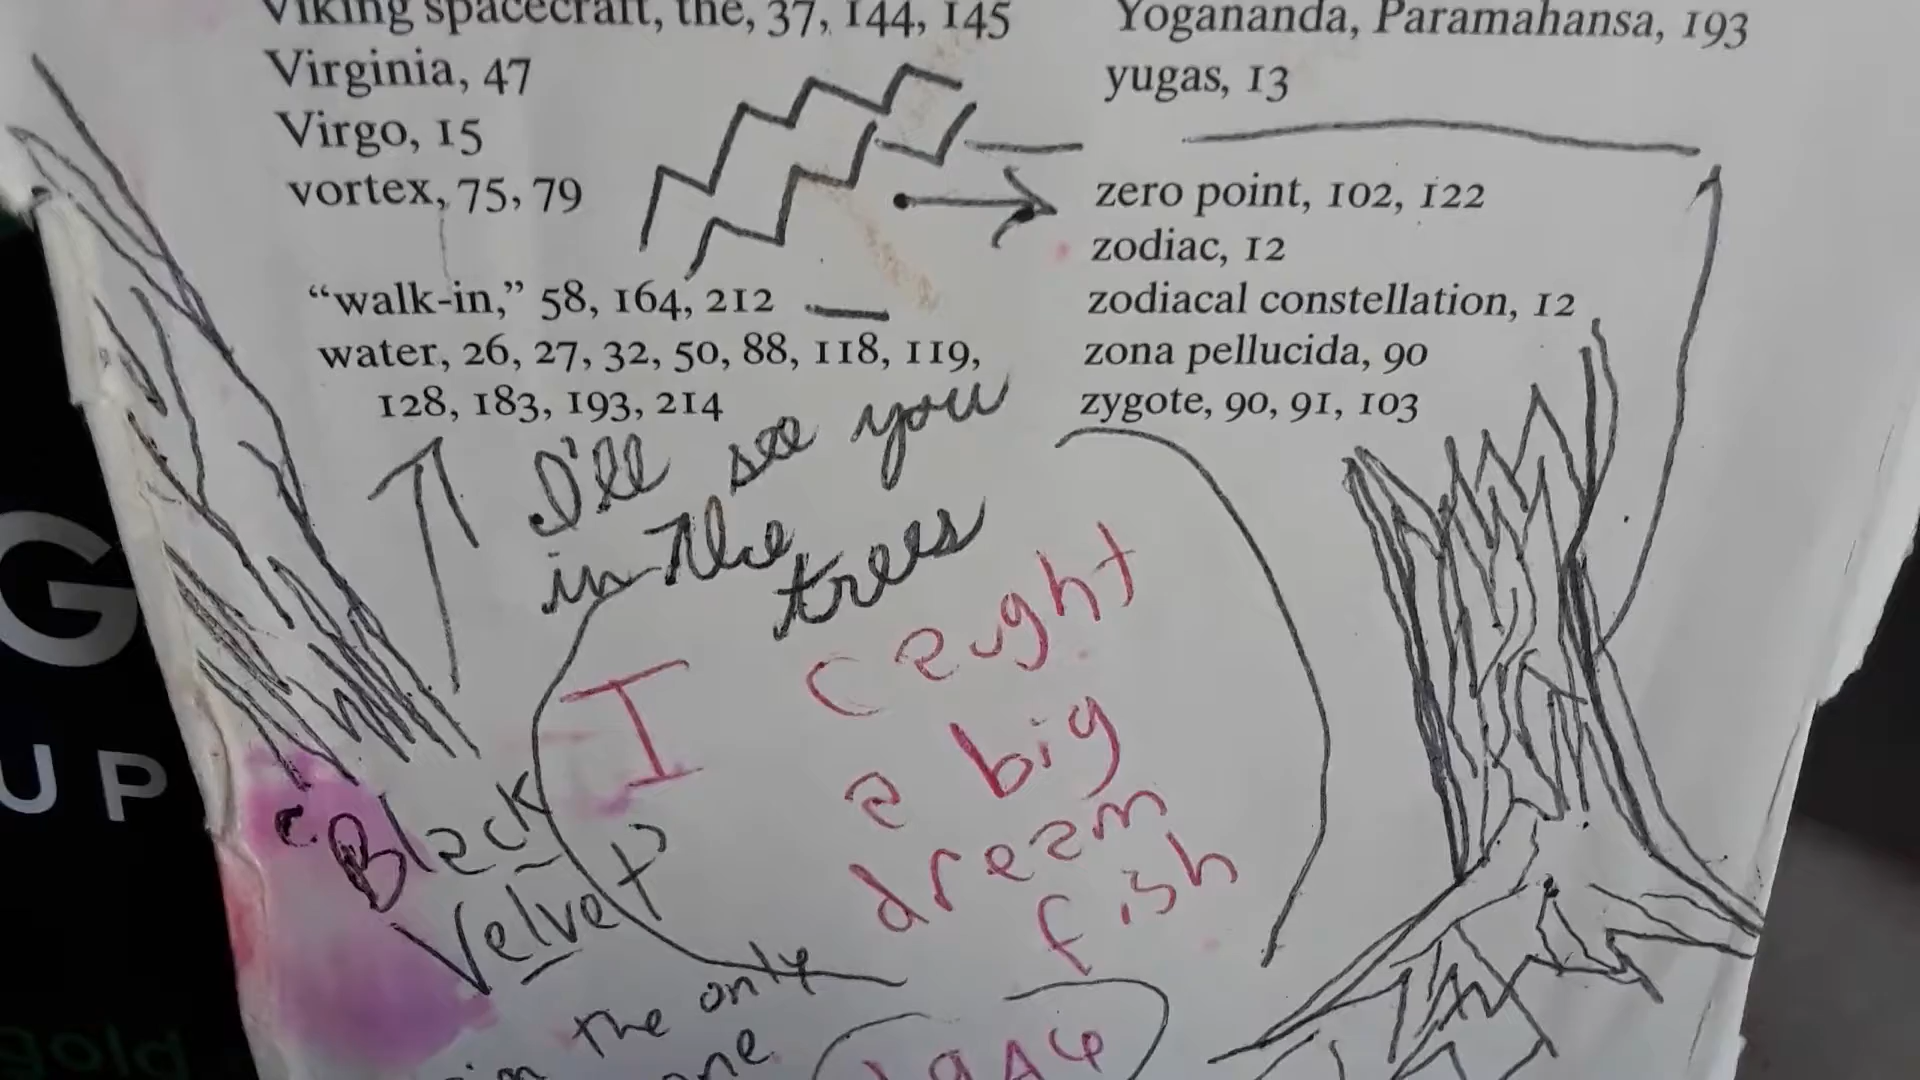 Viking spacecraft, the, 37, 144, 145
Virginia, 47
Virgo, 15
vortex, 75, 79
"walk-in," 58, 164, 212
water, 26, 27, 32, 50, 88, 118, 119,
128, 183, 193, 214
Yogananda, Paramahansa, 193
yugas, 13
zero point, 102, 122
zodiac, 12
zodiacal constellation, 12
zona pellucida, 90
zygote, 90, 91, 103
I'll see you
in the
trees
I caught
a big
dream
fish
"Black
Velvet"
the only
one
G
UP
gold